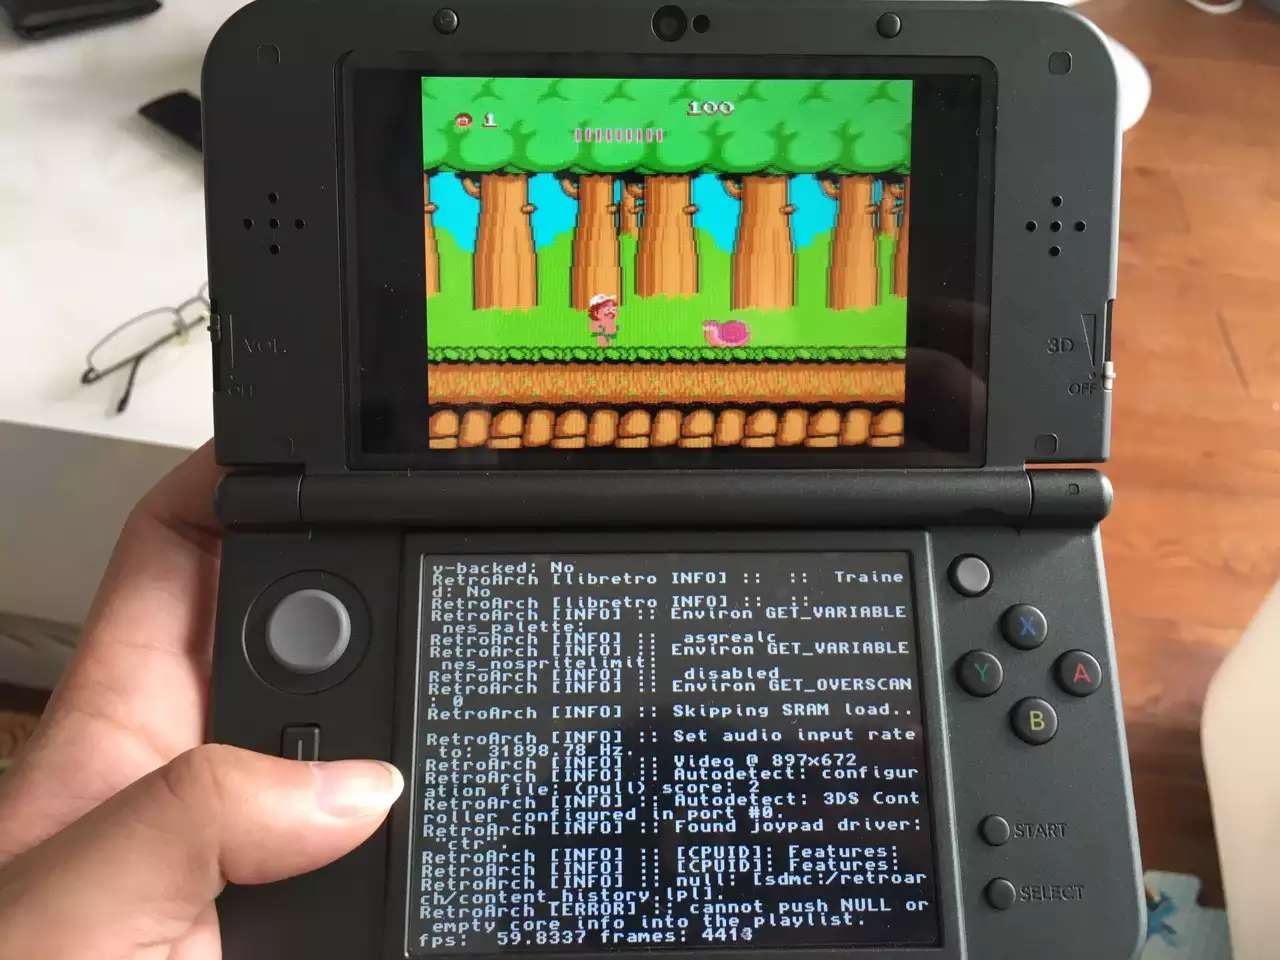 1
100
VOL.
3D
OFF
y-backed: No
RetroArch [libretro INFO] ::  ::  Traine
d: No
RetroArch [libretro INFO] ::  ::
RetroArch [INFO] :: Environ GET_VARIABLE
nes_palette:
RetroArch [INFO] ::  asqrealc
RetroArch [INFO] :: Environ GET_VARIABLE
nes_nospritelimit:
RetroArch [INFO] ::  disabled
RetroArch [INFO] :: Environ GET_OVERSCAN
: 0
RetroArch [INFO] :: Skipping SRAM load..
RetroArch [INFO] :: Set audio input rate
to: 31898.78 Hz.
RetroArch [INFO] :: Video @ 897x672
RetroArch [INFO] :: Autodetect: configur
ation file: (null) score: 2
RetroArch [INFO] :: Autodetect: 3DS Cont
roller configured in port #0.
RetroArch [INFO] :: Found joypad driver:
"ctr".
RetroArch [INFO] :: [CPUID]: Features:
RetroArch [INFO] :: [CPUID]: Features:
RetroArch [INFO] :: null: [sdmc:/retroar
ch/content_history.lpl].
RetroArch [ERROR] :: cannot push NULL or
empty core info into the playlist.
fps:  59.8337 frames: 4413
X
Y
A
B
START
SELECT